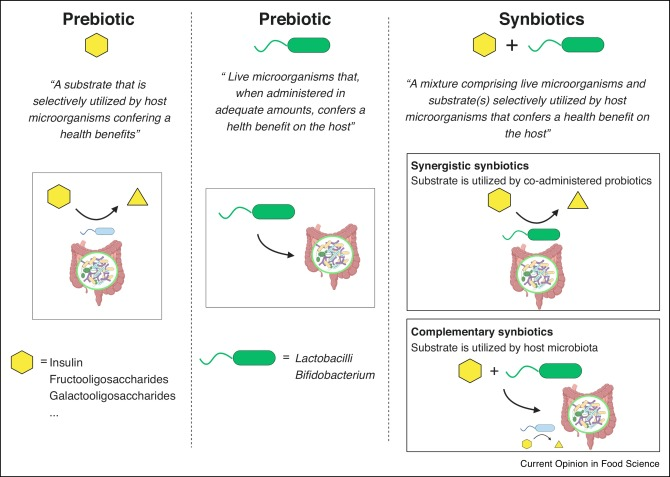 Prebiotic
“A substrate that is
selectively utilized by host
microorganisms confering a
health benefits”
= Insulin
Fructooligosaccharides
Galactooligosaccharides
...
Prebiotic
“ Live microorganisms that,
when administered in
adequate amounts, confers a
helth benefit on the host”
= Lactobacilli
Bifidobacterium
Synbiotics
+
“A mixture comprising live microorganisms and
substrate(s) selectively utilized by host
microorganisms that confers a health benefit on
the host”
Synergistic synbiotics
Substrate is utilized by co-administered probiotics
Complementary synbiotics
Substrate is utilized by host microbiota
+
Current Opinion in Food Science